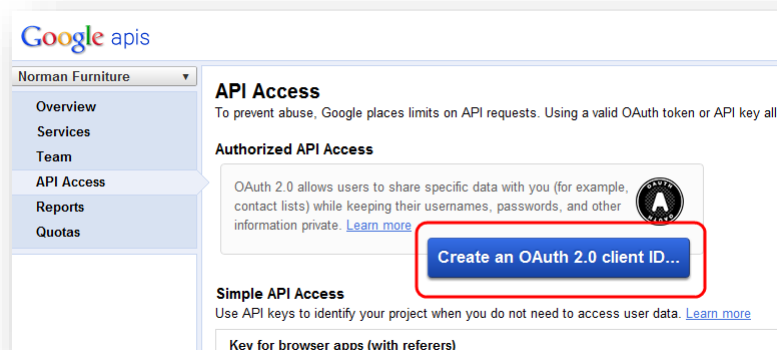 Google apis
Norman Furniture
Overview
Services
Team
API Access
Reports
Quotas
API Access
To prevent abuse, Google places limits on API requests. Using a valid OAuth token or API key all
Authorized API Access
OAuth 2.0 allows users to share specific data with you (for example,
contact lists) while keeping their usernames, passwords, and other
information private. Learn more
OAUTH
A
OAUTH
Create an OAuth 2.0 client ID...
Simple API Access
Use API keys to identify your project when you do not need to access user data. Learn more
Key for browser apps (with referers)